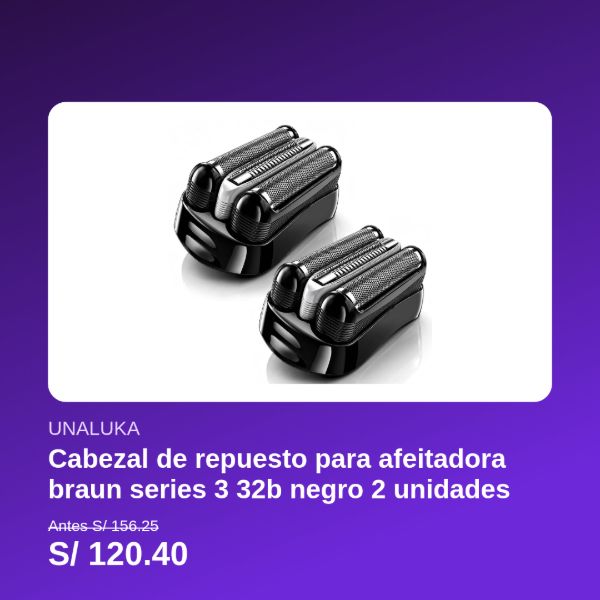 UNALUKA
Cabezal de repuesto para afeitadora
braun series 3 32b negro 2 unidades
Antes S/ 156.25
S/ 120.40